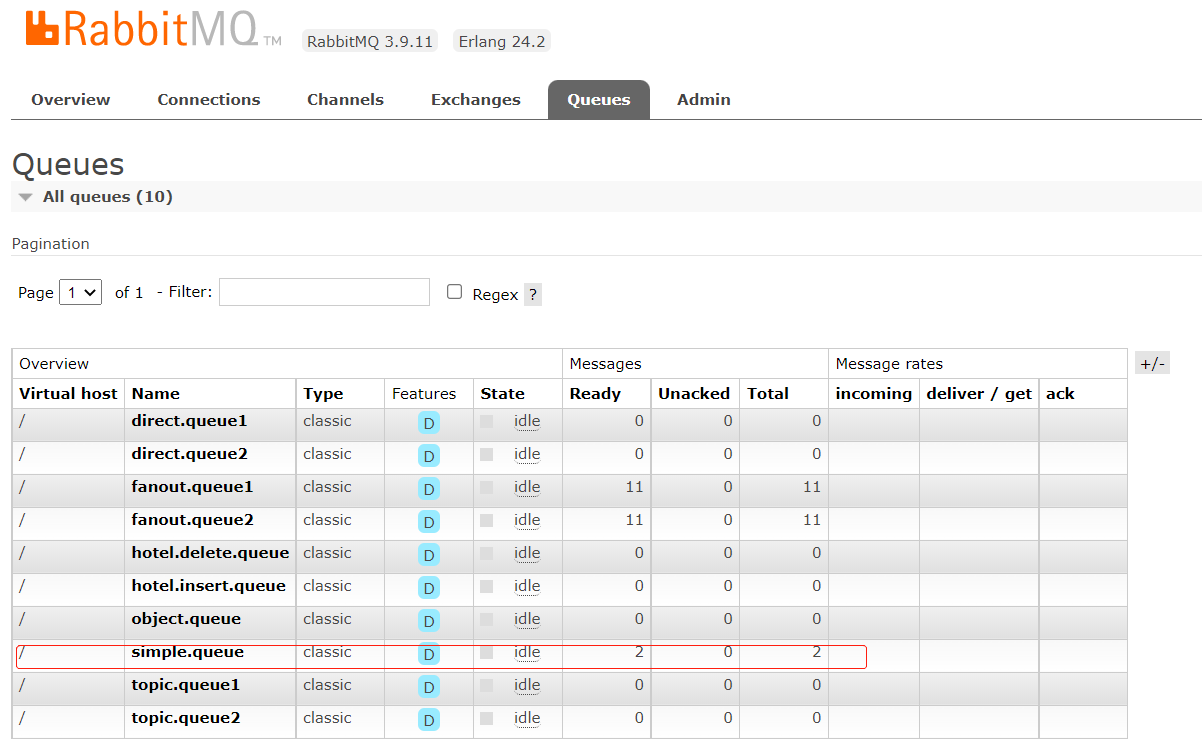 RabbitMQ TM RabbitMQ 3.9.11 Erlang 24.2
Overview Connections Channels Exchanges Queues Admin
Queues
All queues (10)
Pagination
Page 1 of 1 - Filter: Regex ?
Overview Messages Message rates +/-
Virtual host Name Type Features State Ready Unacked Total incoming deliver / get ack
/ direct.queue1 classic D idle 0 0 0
/ direct.queue2 classic D idle 0 0 0
/ fanout.queue1 classic D idle 11 0 11
/ fanout.queue2 classic D idle 11 0 11
/ hotel.delete.queue classic D idle 0 0 0
/ hotel.insert.queue classic D idle 0 0 0
/ object.queue classic D idle 0 0 0
/ simple.queue classic D idle 2 0 2
/ topic.queue1 classic D idle 0 0 0
/ topic.queue2 classic D idle 0 0 0